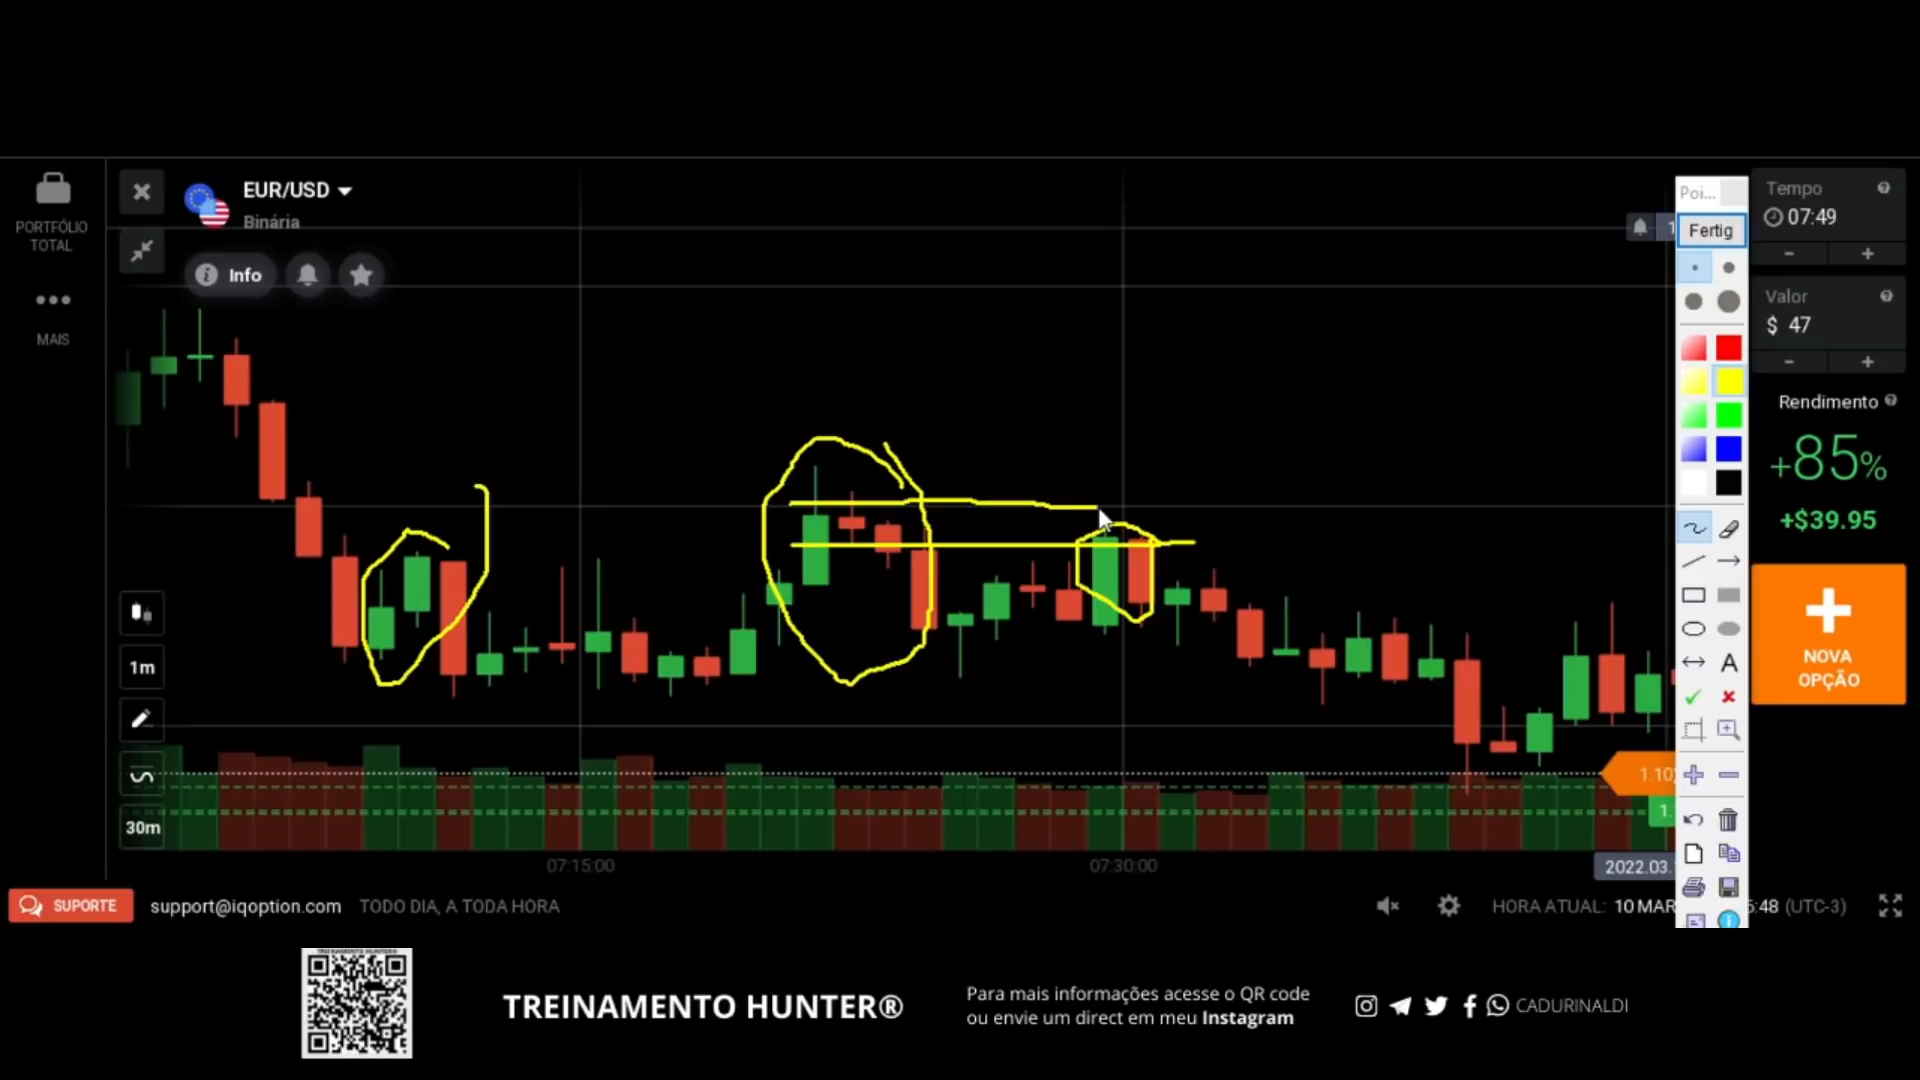 PORTFÓLIO
TOTAL
MAIS
EUR/USD
Binária
Info
1m
30m
07:15:00
07:30:00
Poi...
Fertig
A
Tempo
07:49
- +
Valor
$ 47
- +
Rendimento
+85%
+$39.95
NOVA
OPÇÃO
2022.03.
SUPORTE
support@iqoption.com
TODO DIA, A TODA HORA
HORA ATUAL: 10 MAR
:48 (UTC-3)
TREINAMENTO HUNTER®
Para mais informações acesse o QR code
ou envie um direct em meu Instagram
CADURINALDI